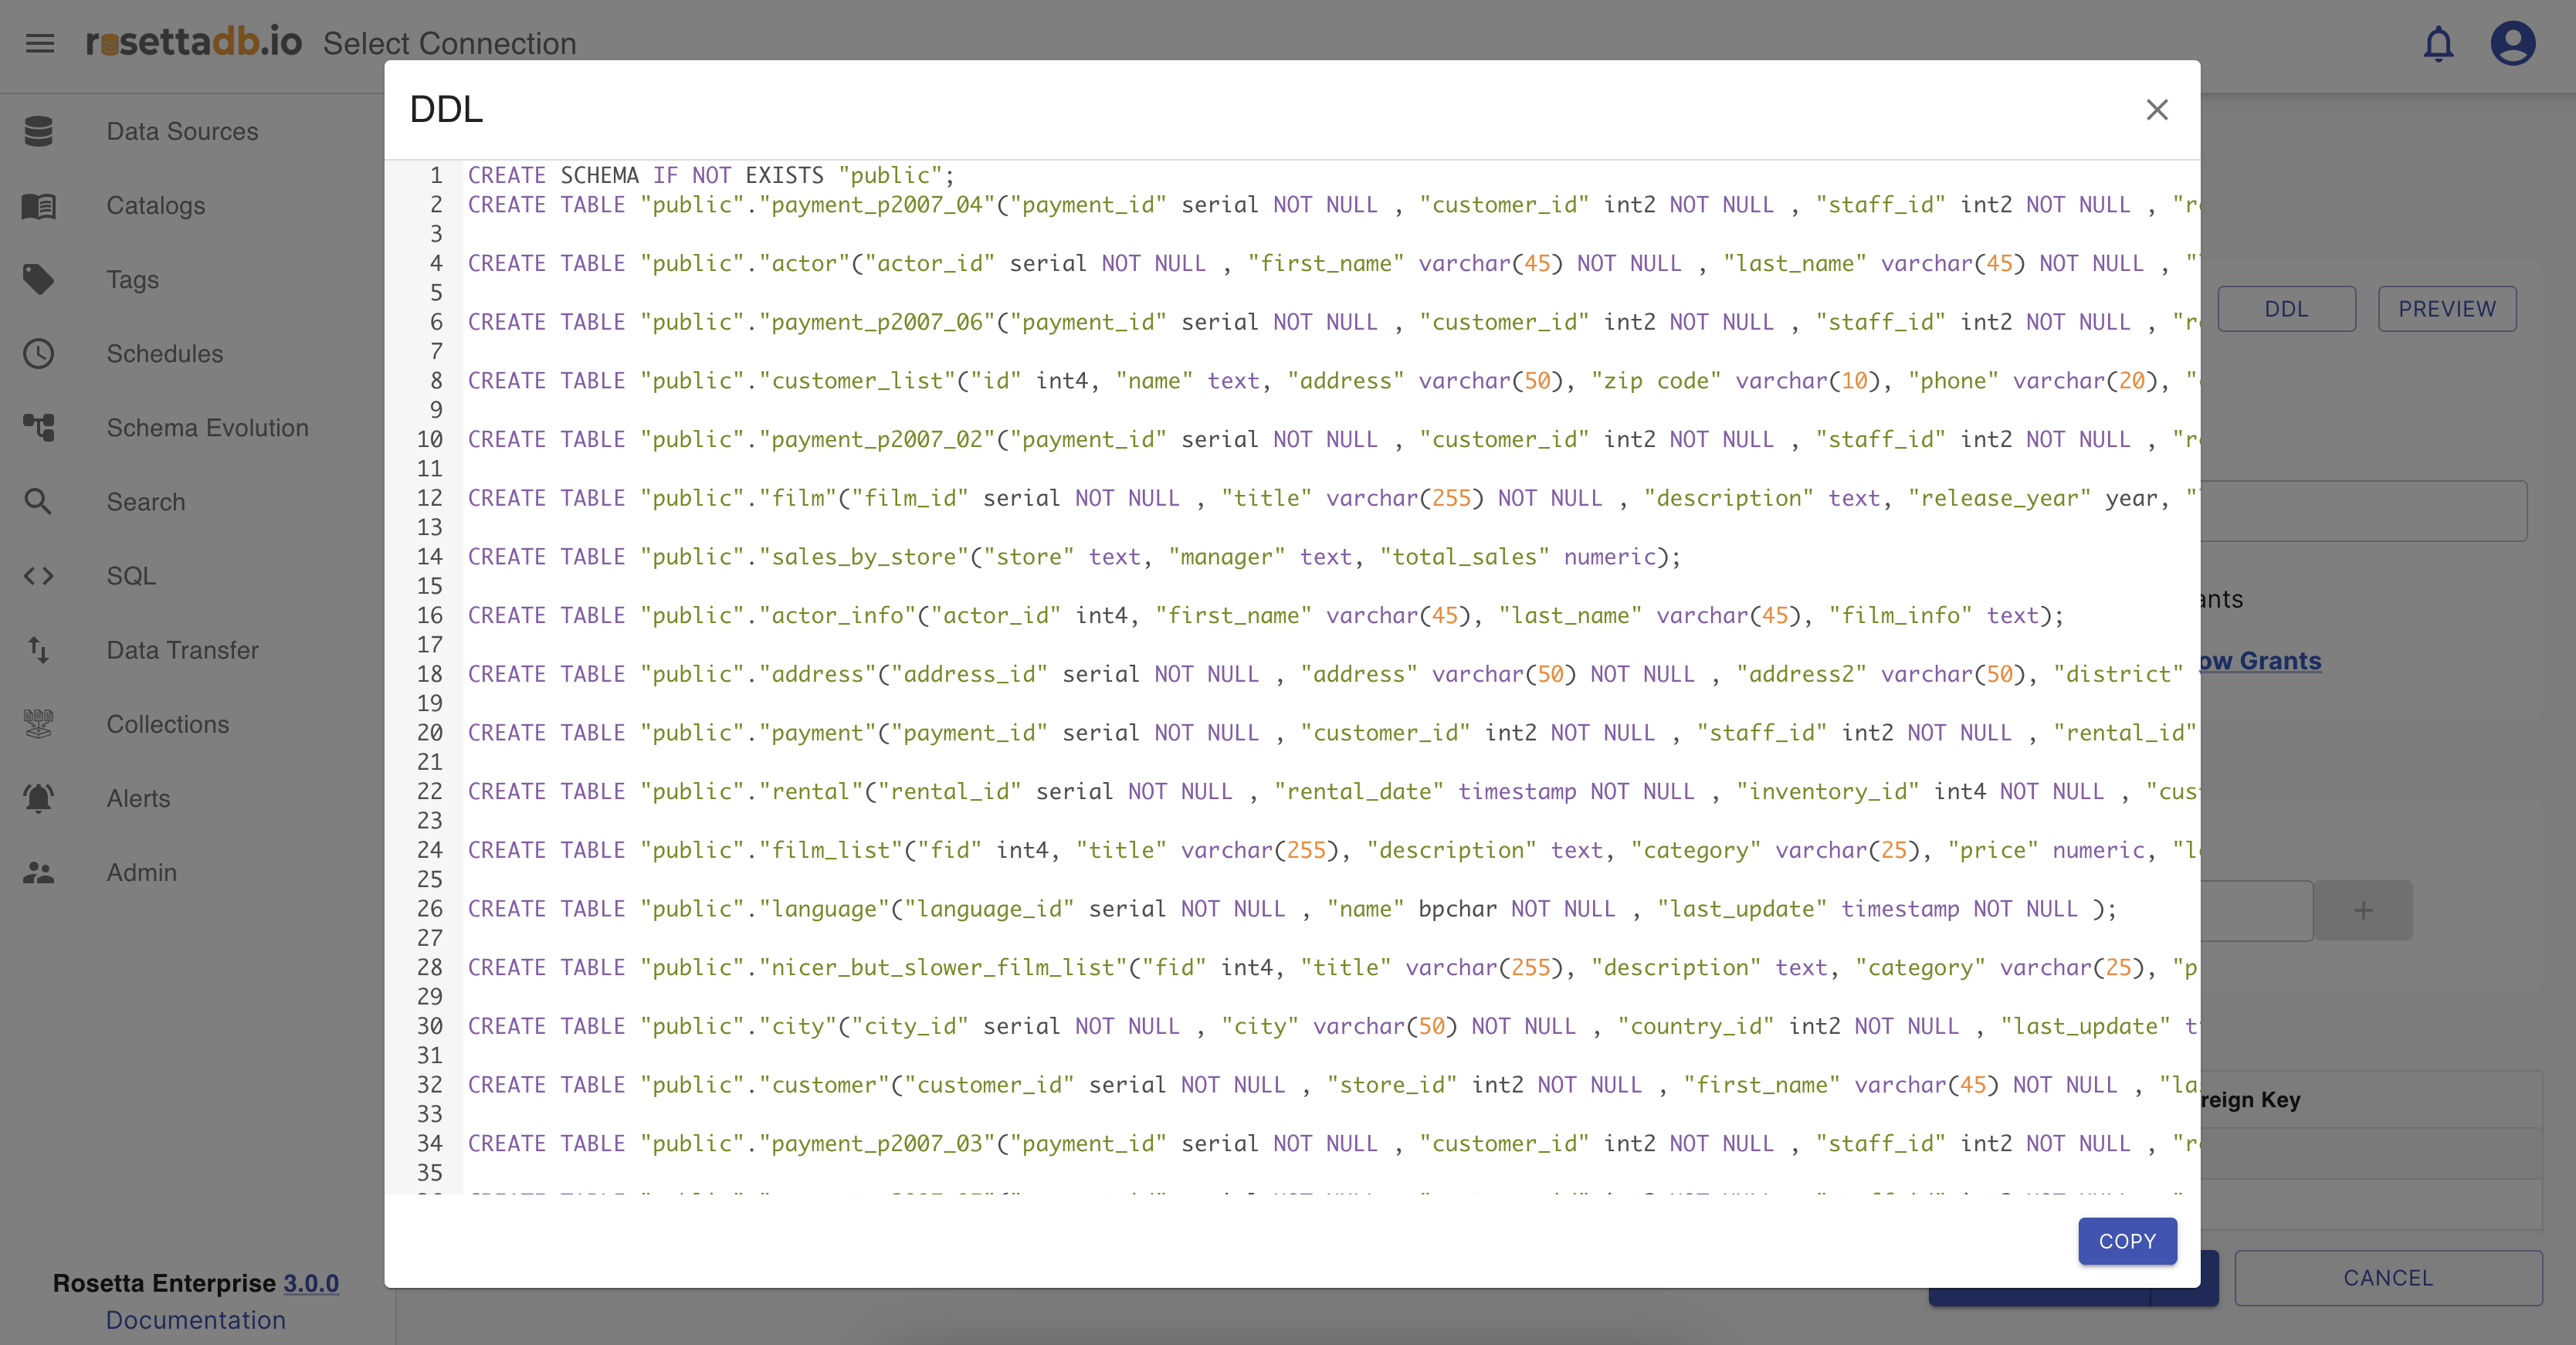 rosettadb.io Select Connection
Data Sources
Catalogs
Tags
Schedules
Schema Evolution
Search
SQL
Data Transfer
Collections
Alerts
Admin
Rosetta Enterprise 3.0.0
Documentation
DDL
1 CREATE SCHEMA IF NOT EXISTS "public";
2 CREATE TABLE "public"."payment_p2007_04"("payment_id" serial NOT NULL , "customer_id" int2 NOT NULL , "staff_id" int2 NOT NULL , "r
3
4 CREATE TABLE "public"."actor"("actor_id" serial NOT NULL , "first_name" varchar(45) NOT NULL , "last_name" varchar(45) NOT NULL , "
5
6 CREATE TABLE "public"."payment_p2007_06"("payment_id" serial NOT NULL , "customer_id" int2 NOT NULL , "staff_id" int2 NOT NULL , "r
7
8 CREATE TABLE "public"."customer_list"("id" int4, "name" text, "address" varchar(50), "zip code" varchar(10), "phone" varchar(20), "
9
10 CREATE TABLE "public"."payment_p2007_02"("payment_id" serial NOT NULL , "customer_id" int2 NOT NULL , "staff_id" int2 NOT NULL , "r
11
12 CREATE TABLE "public"."film"("film_id" serial NOT NULL , "title" varchar(255) NOT NULL , "description" text, "release_year" year, "
13
14 CREATE TABLE "public"."sales_by_store"("store" text, "manager" text, "total_sales" numeric);
15
16 CREATE TABLE "public"."actor_info"("actor_id" int4, "first_name" varchar(45), "last_name" varchar(45), "film_info" text);
17
18 CREATE TABLE "public"."address"("address_id" serial NOT NULL , "address" varchar(50) NOT NULL , "address2" varchar(50), "district"
19
20 CREATE TABLE "public"."payment"("payment_id" serial NOT NULL , "customer_id" int2 NOT NULL , "staff_id" int2 NOT NULL , "rental_id"
21
22 CREATE TABLE "public"."rental"("rental_id" serial NOT NULL , "rental_date" timestamp NOT NULL , "inventory_id" int4 NOT NULL , "cus
23
24 CREATE TABLE "public"."film_list"("fid" int4, "title" varchar(255), "description" text, "category" varchar(25), "price" numeric, "l
25
26 CREATE TABLE "public"."language"("language_id" serial NOT NULL , "name" bpchar NOT NULL , "last_update" timestamp NOT NULL );
27
28 CREATE TABLE "public"."nicer_but_slower_film_list"("fid" int4, "title" varchar(255), "description" text, "category" varchar(25), "p
29
30 CREATE TABLE "public"."city"("city_id" serial NOT NULL , "city" varchar(50) NOT NULL , "country_id" int2 NOT NULL , "last_update" t
31
32 CREATE TABLE "public"."customer"("customer_id" serial NOT NULL , "store_id" int2 NOT NULL , "first_name" varchar(45) NOT NULL , "la
33
34 CREATE TABLE "public"."payment_p2007_03"("payment_id" serial NOT NULL , "customer_id" int2 NOT NULL , "staff_id" int2 NOT NULL , "r
35
COPY
DDL PREVIEW
ants
ow Grants
+
reign Key
CANCEL